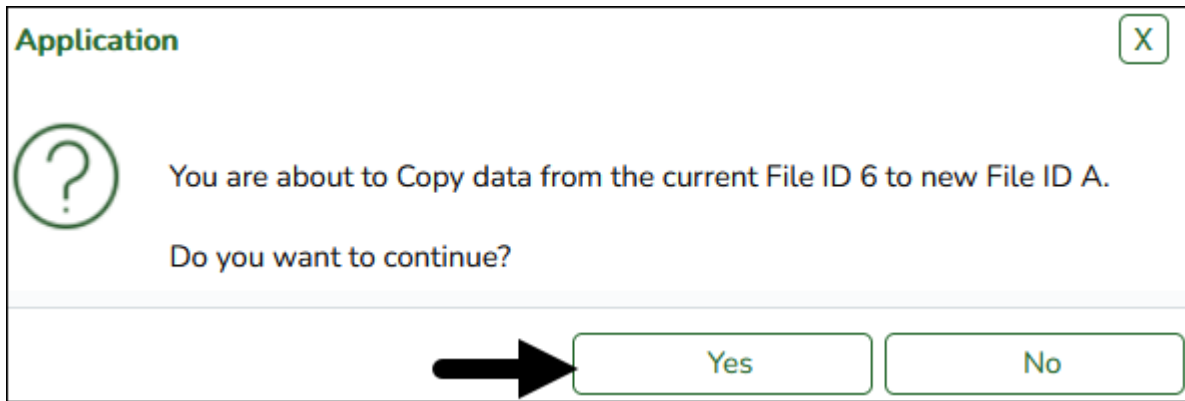 Application
X
?
You are about to Copy data from the current File ID 6 to new File ID A.
Do you want to continue?
Yes
No